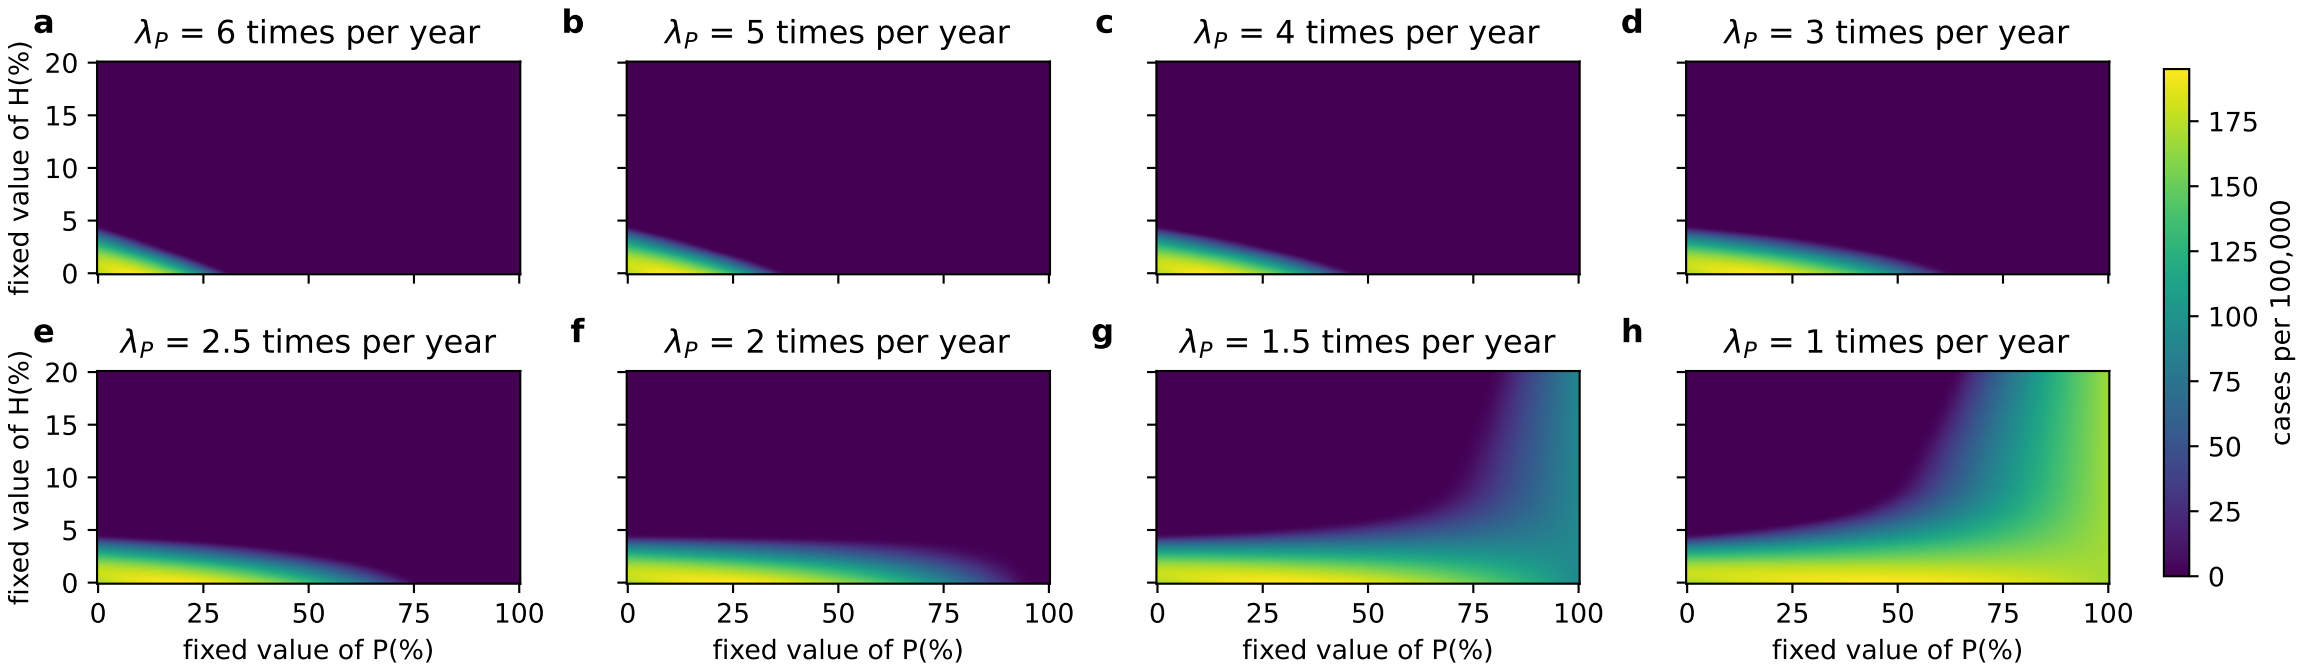 a
λP = 6 times per year
b
λP = 5 times per year
c
λP = 4 times per year
d
λP = 3 times per year
fixed value of H(%)
20
15
10
5
0
e
λP = 2.5 times per year
f
λP = 2 times per year
g
λP = 1.5 times per year
h
λP = 1 times per year
fixed value of H(%)
20
15
10
5
0
0 25 50 75 100
fixed value of P(%)
0 25 50 75 100
fixed value of P(%)
0 25 50 75 100
fixed value of P(%)
0 25 50 75 100
fixed value of P(%)
175
150
125
100
75
50
25
0
cases per 100,000